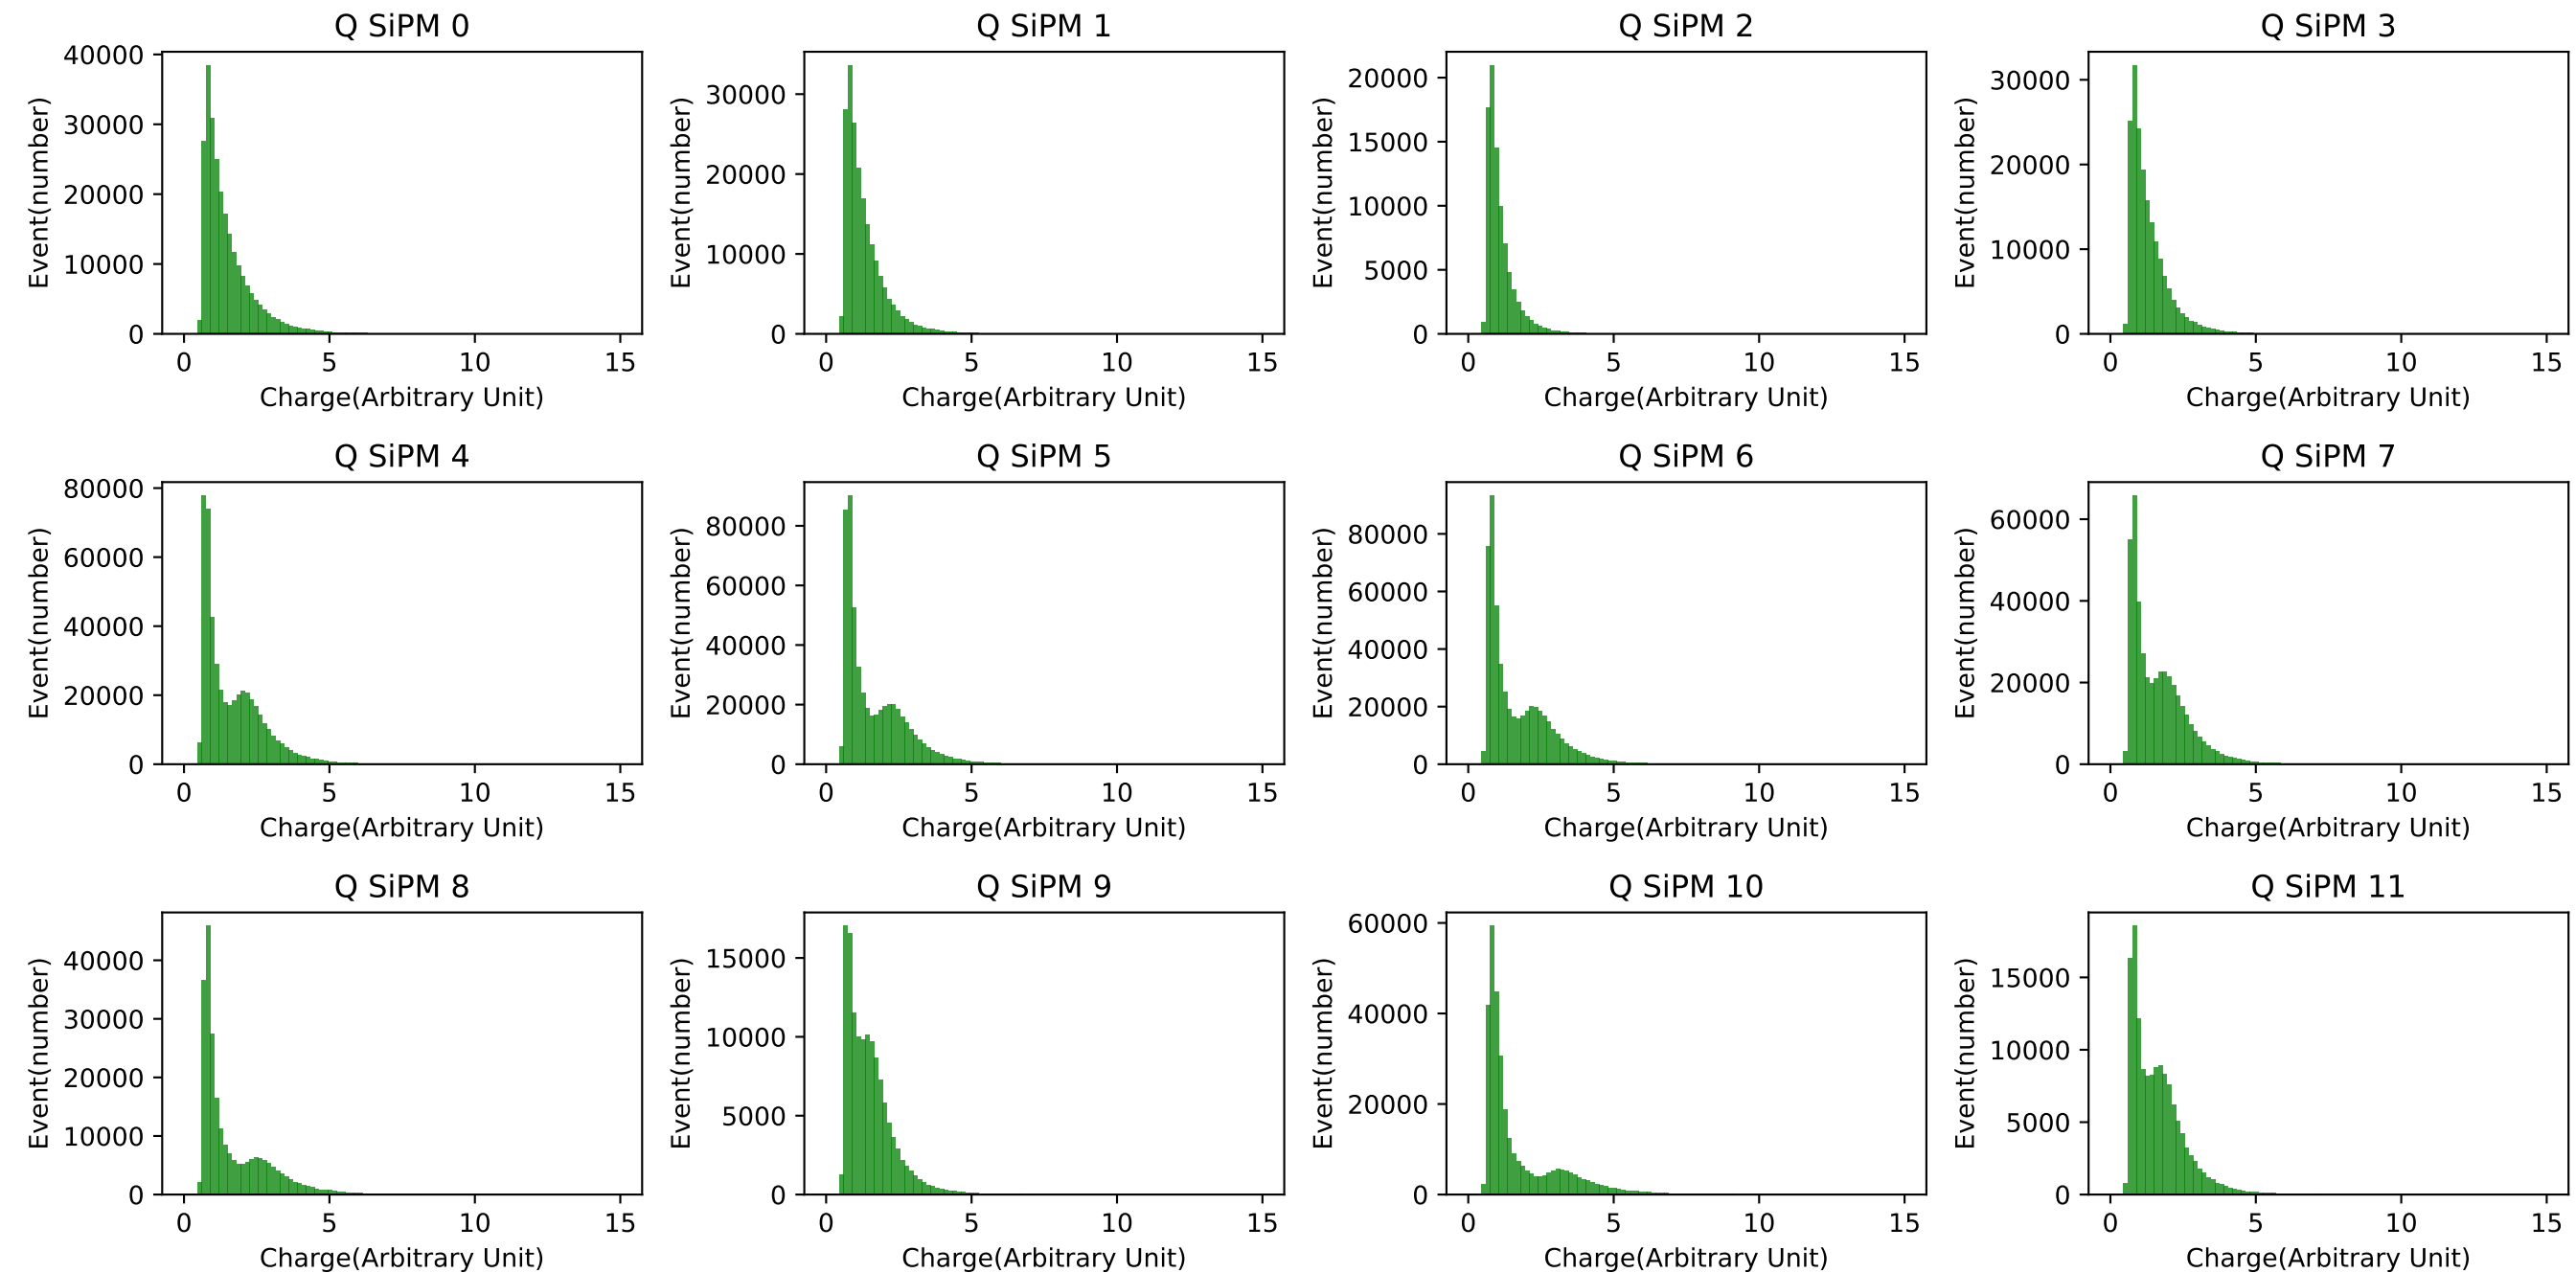 Q SiPM 0
Event(number)
40000
30000
20000
10000
0
0 5 10 15
Charge(Arbitrary Unit)
Q SiPM 1
Event(number)
30000
20000
10000
0
0 5 10 15
Charge(Arbitrary Unit)
Q SiPM 2
Event(number)
20000
15000
10000
5000
0
0 5 10 15
Charge(Arbitrary Unit)
Q SiPM 3
Event(number)
30000
20000
10000
0
0 5 10 15
Charge(Arbitrary Unit)
Q SiPM 4
Event(number)
80000
60000
40000
20000
0
0 5 10 15
Charge(Arbitrary Unit)
Q SiPM 5
Event(number)
80000
60000
40000
20000
0
0 5 10 15
Charge(Arbitrary Unit)
Q SiPM 6
Event(number)
80000
60000
40000
20000
0
0 5 10 15
Charge(Arbitrary Unit)
Q SiPM 7
Event(number)
60000
40000
20000
0
0 5 10 15
Charge(Arbitrary Unit)
Q SiPM 8
Event(number)
40000
30000
20000
10000
0
0 5 10 15
Charge(Arbitrary Unit)
Q SiPM 9
Event(number)
15000
10000
5000
0
0 5 10 15
Charge(Arbitrary Unit)
Q SiPM 10
Event(number)
60000
40000
20000
0
0 5 10 15
Charge(Arbitrary Unit)
Q SiPM 11
Event(number)
15000
10000
5000
0
0 5 10 15
Charge(Arbitrary Unit)